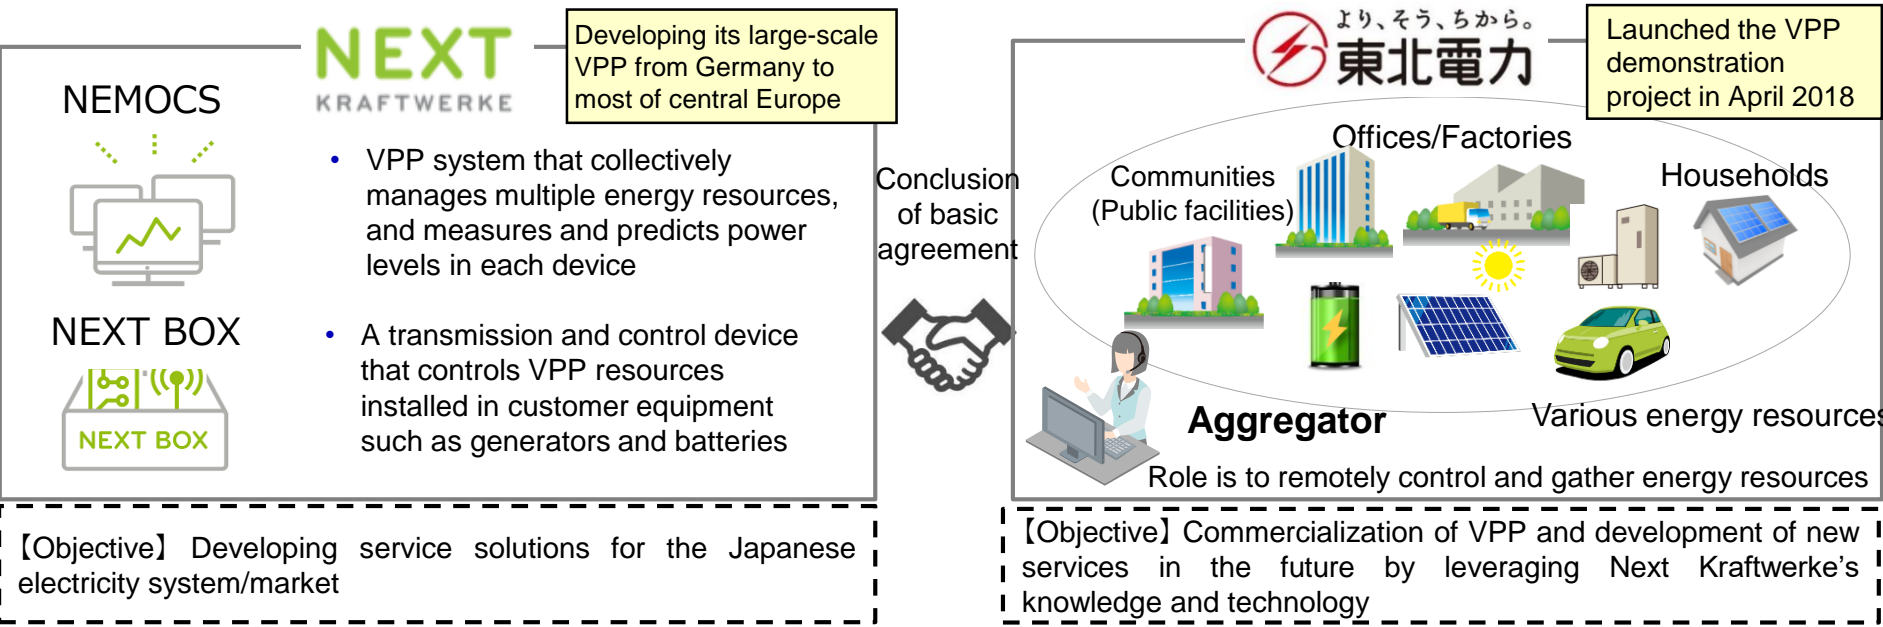 NEXT
KRAFTWERKE
Developing its large-scale
VPP from Germany to
most of central Europe
NEMOCS
• VPP system that collectively
manages multiple energy resources,
and measures and predicts power
levels in each device
NEXT BOX
NEXT BOX
• A transmission and control device
that controls VPP resources
installed in customer equipment
such as generators and batteries
【Objective】 Developing service solutions for the Japanese
electricity system/market
Conclusion
of basic
agreement
より、そう、ちから。
東北電力
Launched the VPP
demonstration
project in April 2018
Offices/Factories
Communities
(Public facilities)
Households
Aggregator
Various energy resources
Role is to remotely control and gather energy resources
【Objective】 Commercialization of VPP and development of new
services in the future by leveraging Next Kraftwerke’s
knowledge and technology